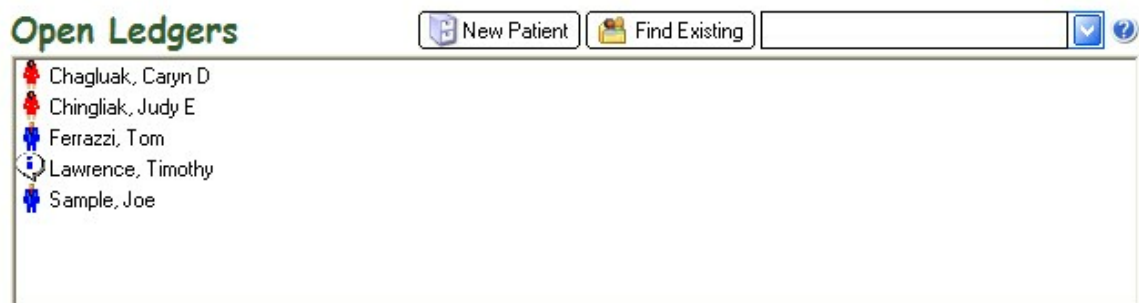 Open Ledgers New Patient Find Existing ?
Chagluak, Caryn D
Chingliak, Judy E
Ferrazzi, Tom
i Lawrence, Timothy
Sample, Joe